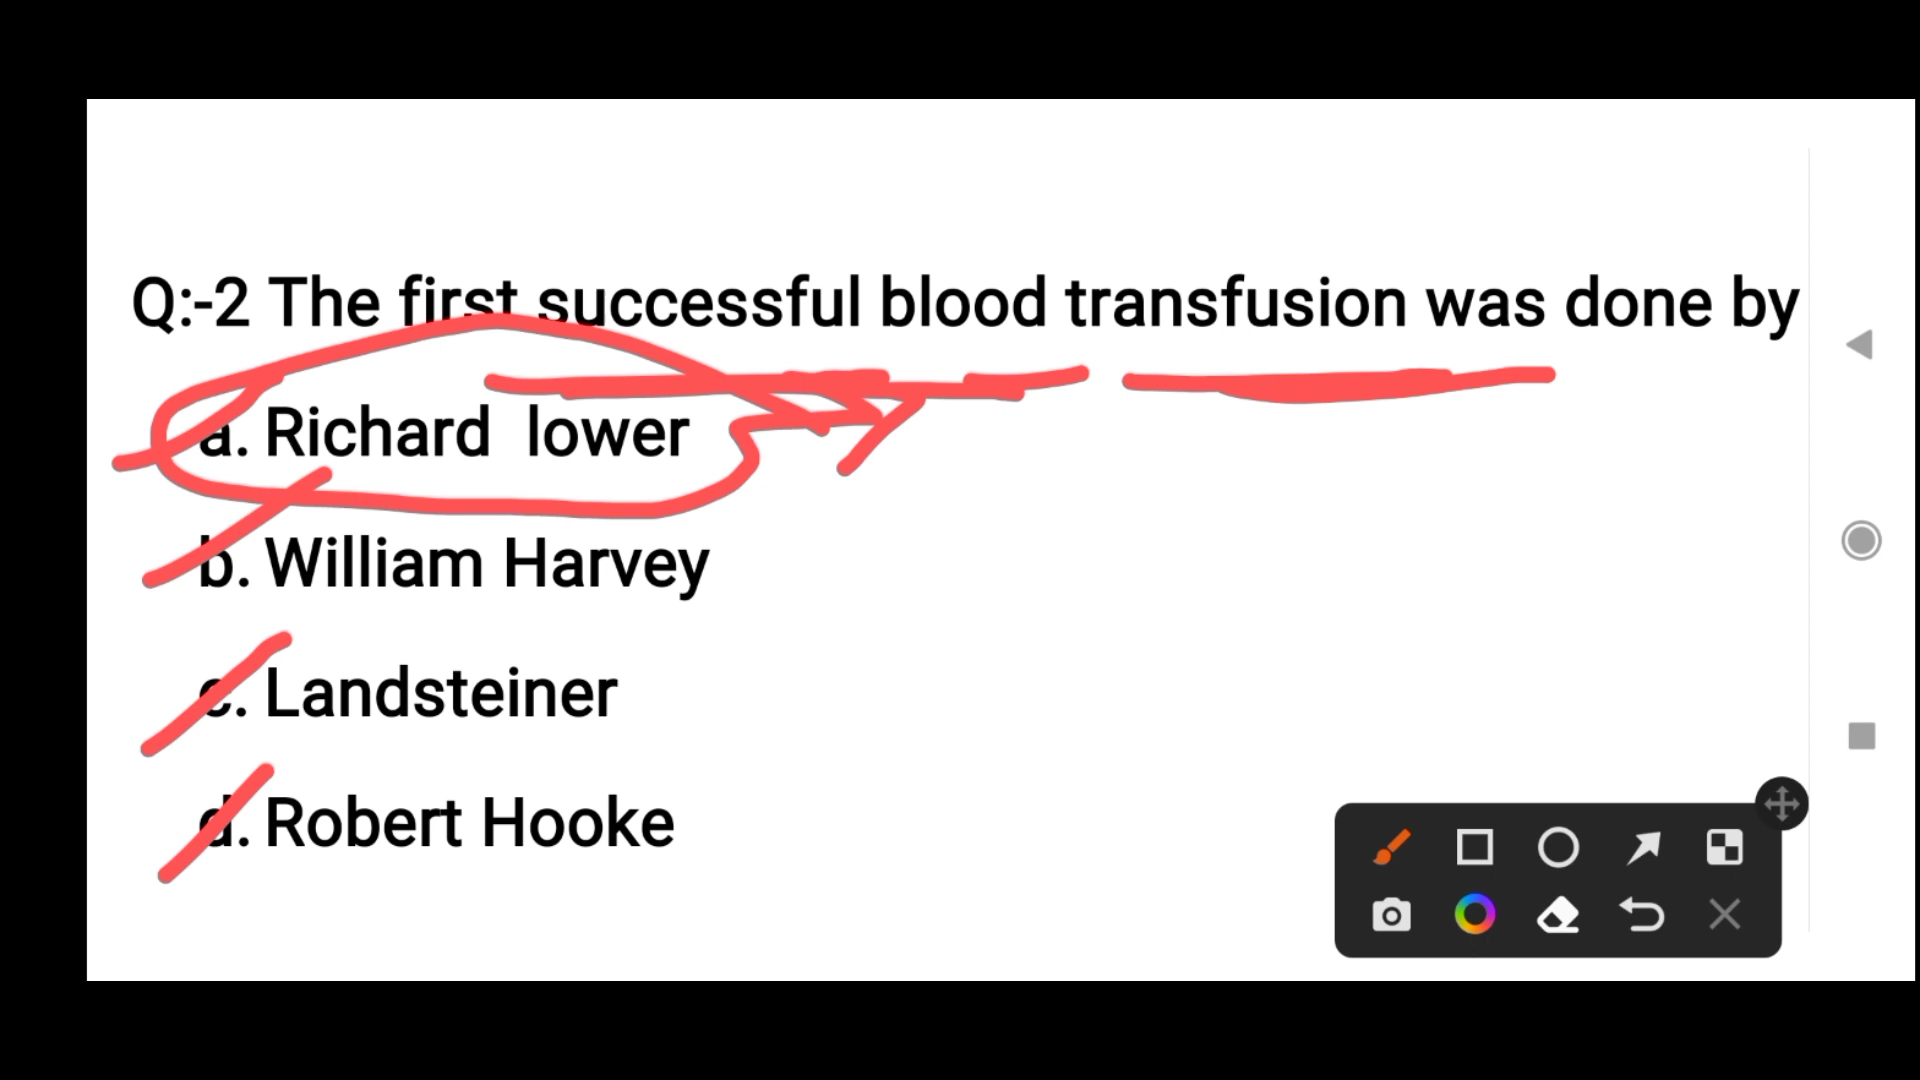 Q:-2 The first successful blood transfusion was done by
a. Richard lower
b. William Harvey
c. Landsteiner
d. Robert Hooke